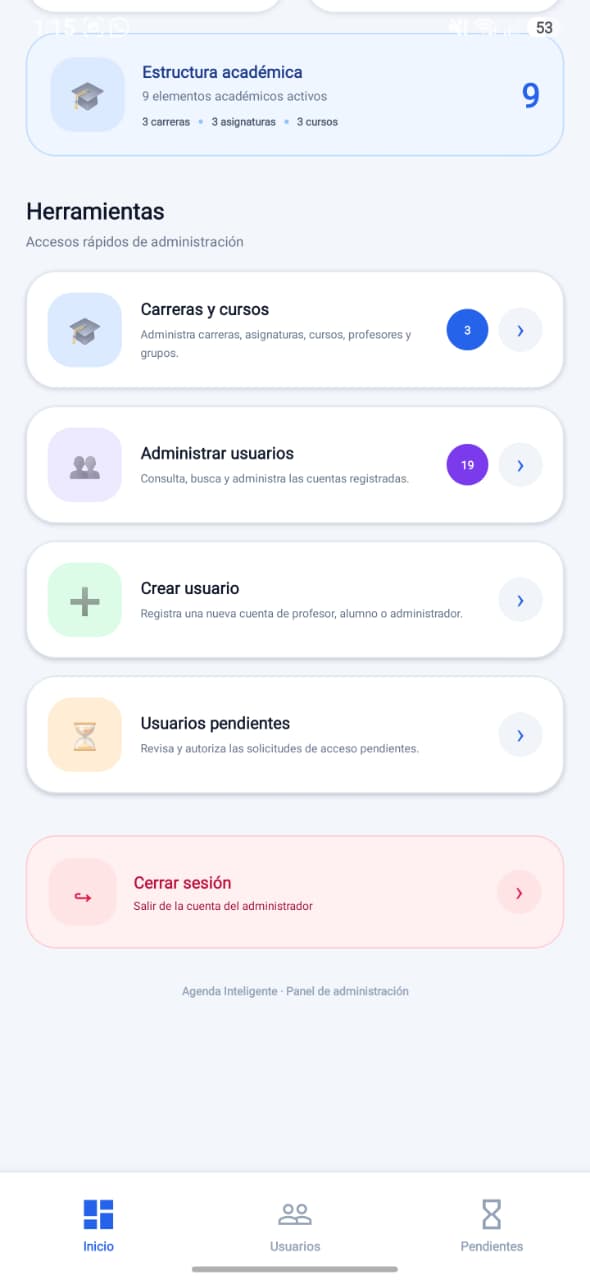 1:15
53
Estructura académica
9 elementos académicos activos
3 carreras • 3 asignaturas • 3 cursos
9
Herramientas
Accesos rápidos de administración
Carreras y cursos
Administra carreras, asignaturas, cursos, profesores y
grupos.
3
Administrar usuarios
Consulta, busca y administra las cuentas registradas.
19
Crear usuario
Registra una nueva cuenta de profesor, alumno o administrador.
Usuarios pendientes
Revisa y autoriza las solicitudes de acceso pendientes.
Cerrar sesión
Salir de la cuenta del administrador
Agenda Inteligente · Panel de administración
Inicio
Usuarios
Pendientes